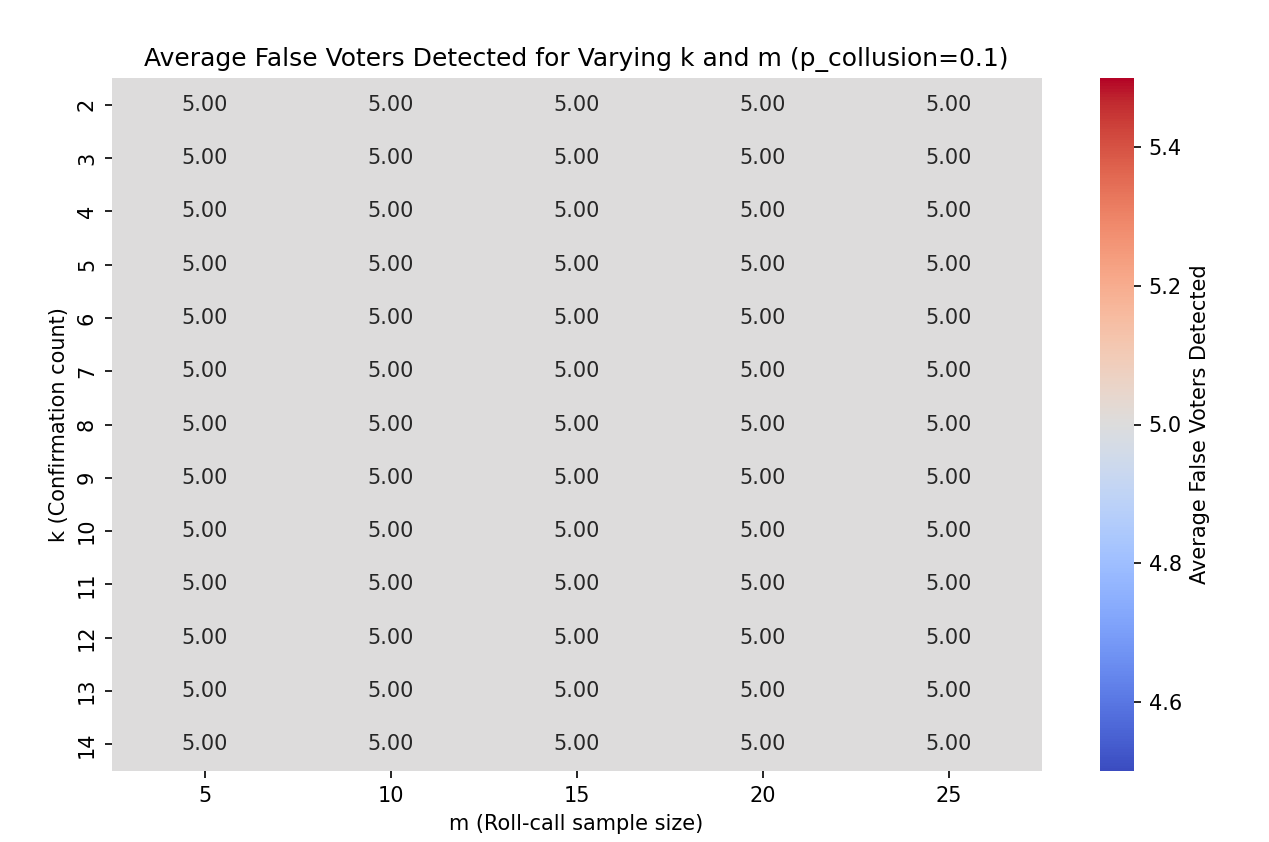 Average False Voters Detected for Varying k and m (p_collusion=0.1)
k (Confirmation count)
2 5.00 5.00 5.00 5.00 5.00
3 5.00 5.00 5.00 5.00 5.00
4 5.00 5.00 5.00 5.00 5.00
5 5.00 5.00 5.00 5.00 5.00
6 5.00 5.00 5.00 5.00 5.00
7 5.00 5.00 5.00 5.00 5.00
8 5.00 5.00 5.00 5.00 5.00
9 5.00 5.00 5.00 5.00 5.00
10 5.00 5.00 5.00 5.00 5.00
11 5.00 5.00 5.00 5.00 5.00
12 5.00 5.00 5.00 5.00 5.00
13 5.00 5.00 5.00 5.00 5.00
14 5.00 5.00 5.00 5.00 5.00
5 10 15 20 25
m (Roll-call sample size)
5.4
5.2
5.0
4.8
4.6
Average False Voters Detected